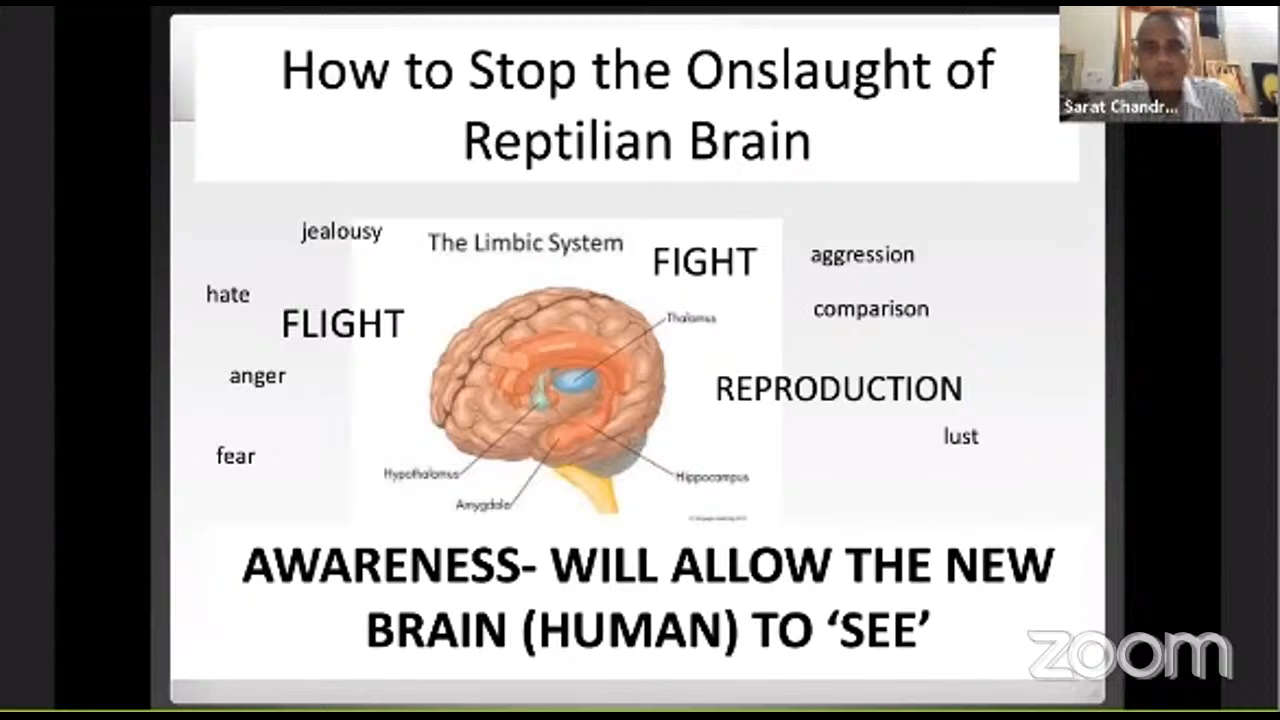 How to Stop the Onslaught of
Reptilian Brain
Sarat Chandr...
jealousy
The Limbic System
FIGHT
aggression
hate
FLIGHT
comparison
Thalamus
anger
REPRODUCTION
lust
fear
Hypothalamus
Hippocampus
Amygdala
AWARENESS- WILL ALLOW THE NEW
BRAIN (HUMAN) TO ‘SEE’
zoom